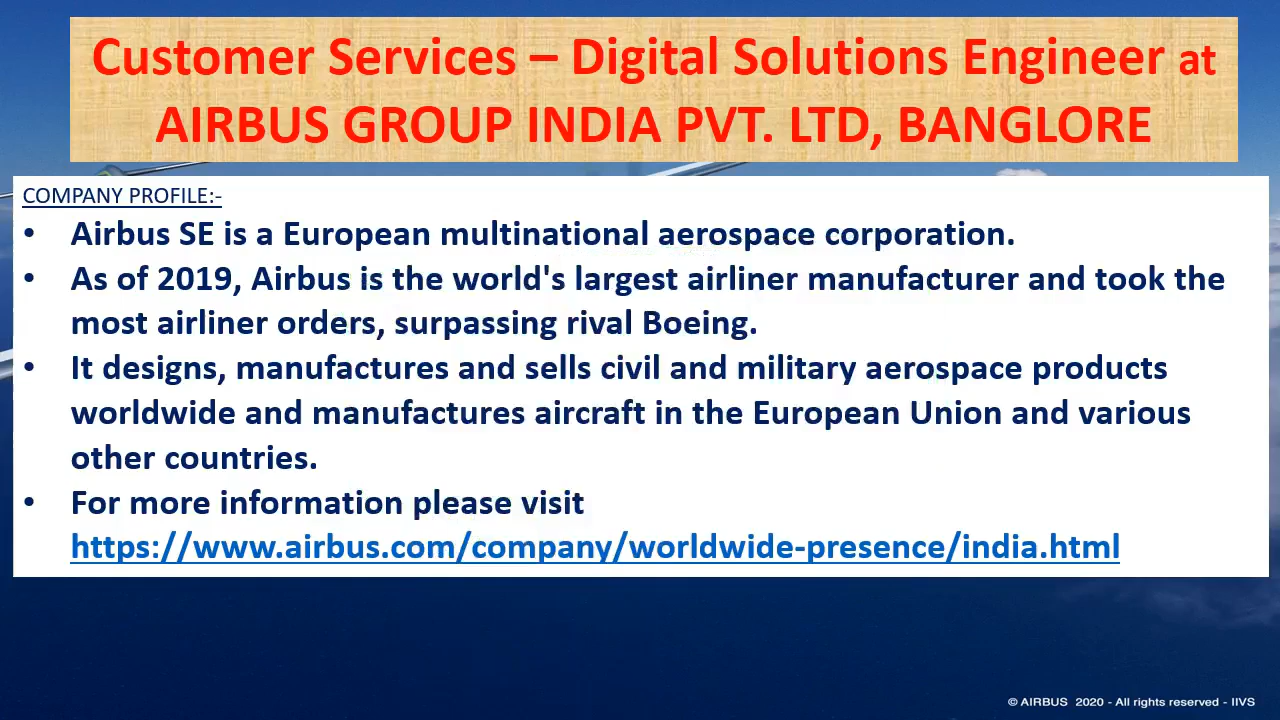 Customer Services – Digital Solutions Engineer at
AIRBUS GROUP INDIA PVT. LTD, BANGLORE
COMPANY PROFILE:-
• Airbus SE is a European multinational aerospace corporation.
• As of 2019, Airbus is the world's largest airliner manufacturer and took the
most airliner orders, surpassing rival Boeing.
• It designs, manufactures and sells civil and military aerospace products
worldwide and manufactures aircraft in the European Union and various
other countries.
• For more information please visit
https://www.airbus.com/company/worldwide-presence/india.html
© AIRBUS 2020 - All rights reserved - IIVS